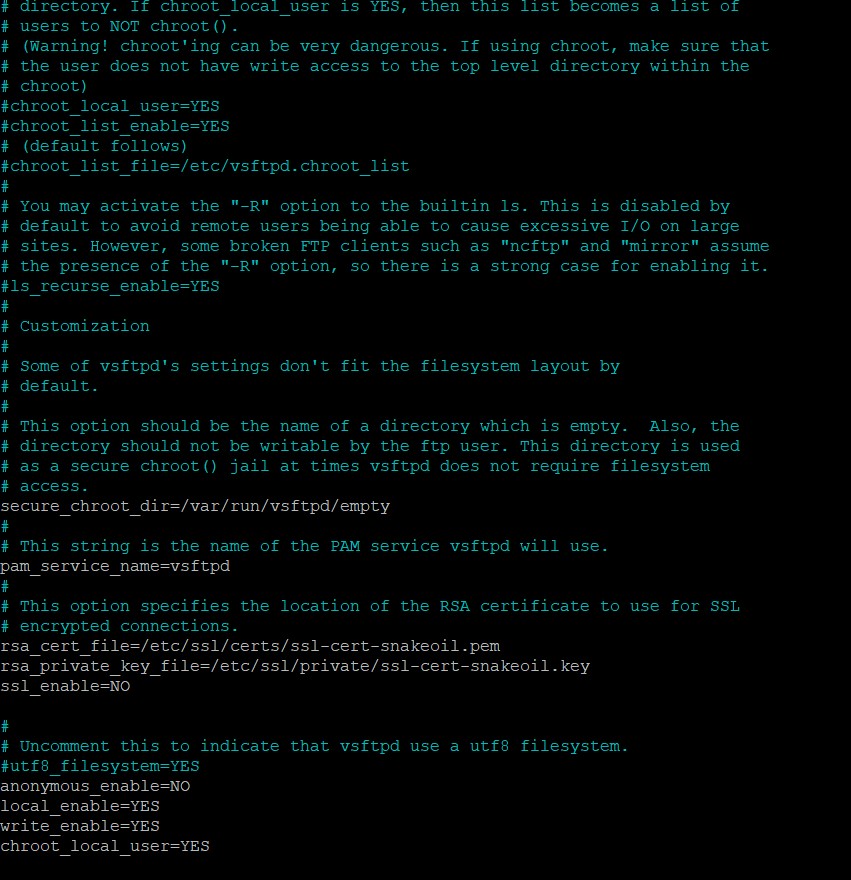 # directory. If chroot_local_user is YES, then this list becomes a list of
# users to NOT chroot().
# (Warning! chroot'ing can be very dangerous. If using chroot, make sure that
# the user does not have write access to the top level directory within the
# chroot)
#chroot_local_user=YES
#chroot_list_enable=YES
# (default follows)
#chroot_list_file=/etc/vsftpd.chroot_list
#
# You may activate the "-R" option to the builtin ls. This is disabled by
# default to avoid remote users being able to cause excessive I/O on large
# sites. However, some broken FTP clients such as "ncftp" and "mirror" assume
# the presence of the "-R" option, so there is a strong case for enabling it.
#ls_recurse_enable=YES
#
# Customization
#
# Some of vsftpd's settings don't fit the filesystem layout by
# default.
#
# This option should be the name of a directory which is empty.  Also, the
# directory should not be writable by the ftp user. This directory is used
# as a secure chroot() jail at times vsftpd does not require filesystem
# access.
secure_chroot_dir=/var/run/vsftpd/empty
#
# This string is the name of the PAM service vsftpd will use.
pam_service_name=vsftpd
#
# This option specifies the location of the RSA certificate to use for SSL
# encrypted connections.
rsa_cert_file=/etc/ssl/certs/ssl-cert-snakeoil.pem
rsa_private_key_file=/etc/ssl/private/ssl-cert-snakeoil.key
ssl_enable=NO

#
# Uncomment this to indicate that vsftpd use a utf8 filesystem.
#utf8_filesystem=YES
anonymous_enable=NO
local_enable=YES
write_enable=YES
chroot_local_user=YES